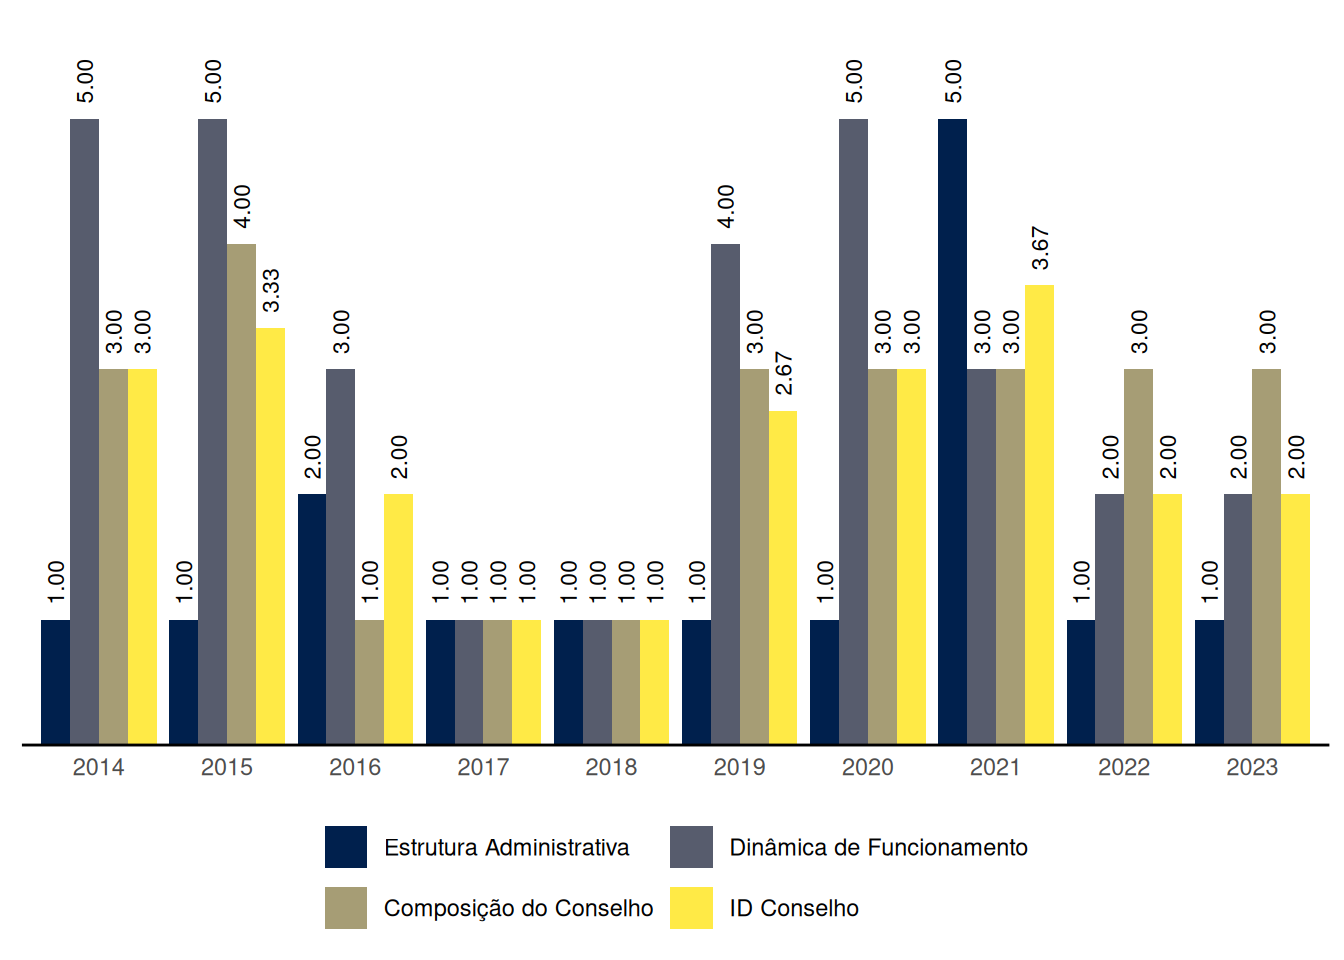 5.00 5.00 5.00 5.00
4.00 4.00
3.67
3.33
3.00 3.00 3.00 3.00 3.00 3.00 3.00 3.00 3.00 3.00
2.67
2.00 2.00 2.00 2.00 2.00 2.00
1.00 1.00 1.00 1.00 1.00 1.00 1.00 1.00 1.00 1.00 1.00 1.00 1.00 1.00 1.00
2014 2015 2016 2017 2018 2019 2020 2021 2022 2023
Estrutura Administrativa Dinâmica de Funcionamento
Composição do Conselho ID Conselho